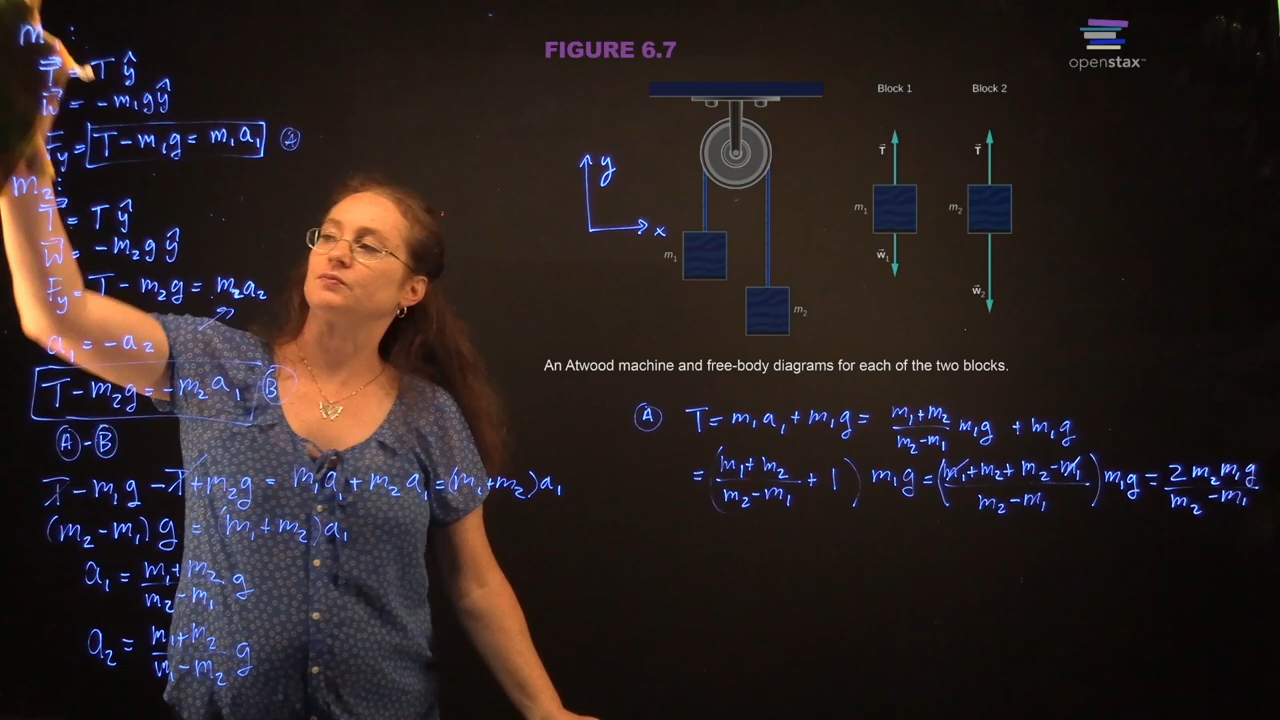 m₁:
T⃗ = T ŷ
w⃗ = -m₁g ŷ
Fy = T - m₁g = m₁a₁ Ⓐ
m₂:
T⃗ = T ŷ
w⃗ = -m₂g ŷ
Fy = T - m₂g = m₂a₂
a₁ = -a₂
T - m₂g = -m₂a₁ Ⓑ
Ⓐ - Ⓑ
T - m₁g - T + m₂g = m₁a₁ + m₂a₁ = (m₁+m₂)a₁
(m₂-m₁)g = (m₁+m₂)a₁
a₁ = (m₁+m₂)/(m₂-m₁) g
a₂ = (m₁+m₂)/(m₁-m₂) g
FIGURE 6.7
openstax™
Block 1
Block 2
y
x
m₁
m₂
T⃗
m₁
w⃗₁
T⃗
m₂
w⃗₂
An Atwood machine and free-body diagrams for each of the two blocks.
Ⓐ T = m₁a₁ + m₁g = (m₁+m₂)/(m₂-m₁) m₁g + m₁g
= ((m₁+m₂)/(m₂-m₁) + 1) m₁g = ((m₁+m₂+m₂-m₁)/(m₂-m₁)) m₁g = 2m₂m₁g/(m₂-m₁)